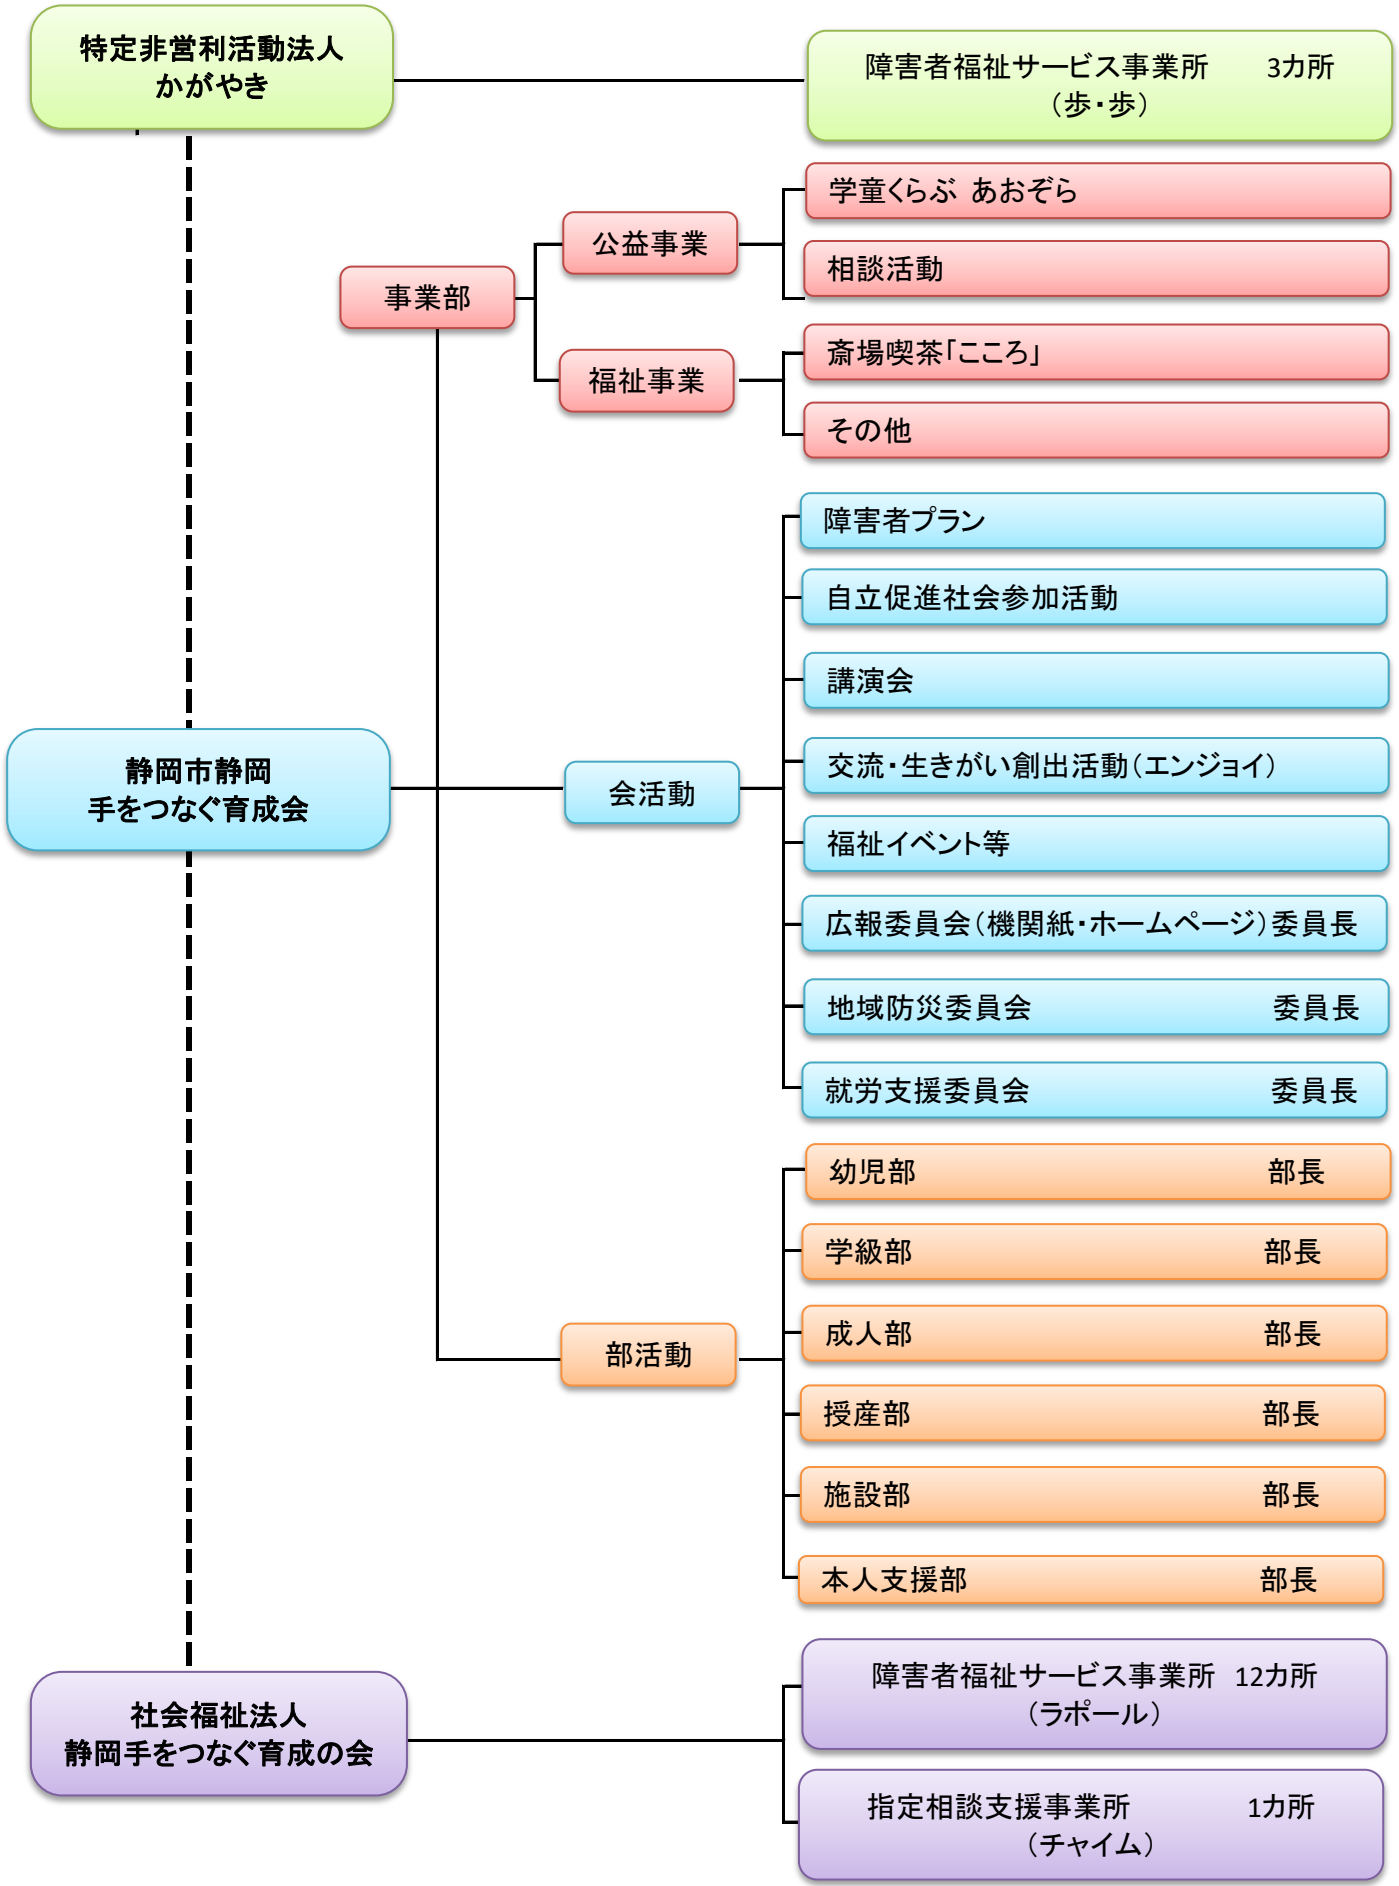 特定非営利活動法人
かがやき
障害者福祉サービス事業所 3カ所
（歩・歩）
学童くらぶ あおぞら
公益事業
相談活動
事業部
斎場喫茶「こころ」
福祉事業
その他
障害者プラン
自立促進社会参加活動
講演会
静岡市静岡
手をつなぐ育成会
会活動
交流・生きがい創出活動（エンジョイ）
福祉イベント等
広報委員会（機関紙・ホームページ）委員長
地域防災委員会 委員長
就労支援委員会 委員長
幼児部 部長
学級部 部長
成人部 部長
部活動
授産部 部長
施設部 部長
本人支援部 部長
社会福祉法人
静岡手をつなぐ育成の会
障害者福祉サービス事業所 12カ所
（ラポール）
指定相談支援事業所 1カ所
（チャイム）